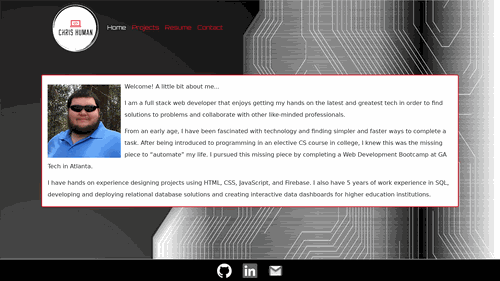 CHRIS HUMAN
Home Projects Resume Contact
Welcome! A little bit about me...
I am a full stack web developer that enjoys getting my hands on the latest and greatest tech in order to find
solutions to problems and collaborate with other like-minded professionals.
From an early age, I have been fascinated with technology and finding simpler and faster ways to complete a
task. After being introduced to programming in an elective CS course in college, I knew this was the missing
piece to "automate" my life. I pursued this missing piece by completing a Web Development Bootcamp at GA
Tech in Atlanta.
I have hands on experience designing projects using HTML, CSS, JavaScript, and Firebase. I also have 5 years of work experience in SQL,
developing and deploying relational database solutions and creating interactive data dashboards for higher education institutions.
in